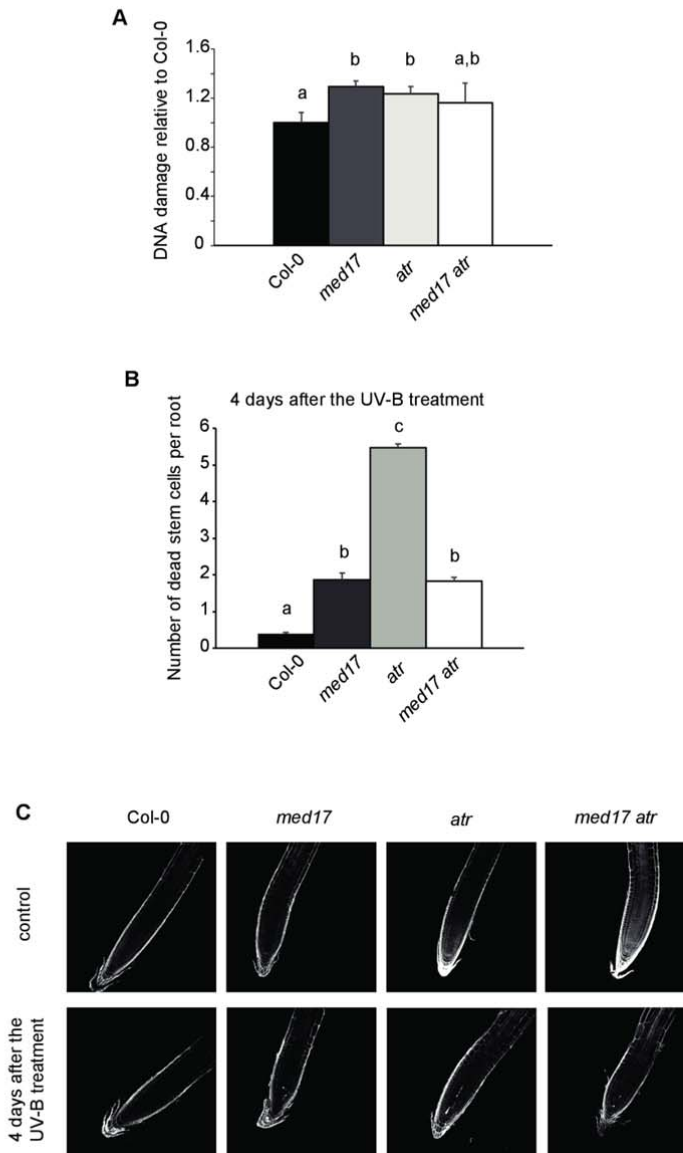 A
DNA damage relative to Col-0
1.6
1.2
0.8
0.4
0
a
b
b
a,b
Col-0
med17
atr
med17 atr
B
4 days after the UV-B treatment
Number of dead stem cells per root
6
5
4
3
2
1
0
a
b
c
b
Col-0
med17
atr
med17 atr
C
Col-0
med17
atr
med17 atr
control
4 days after the
UV-B treatment